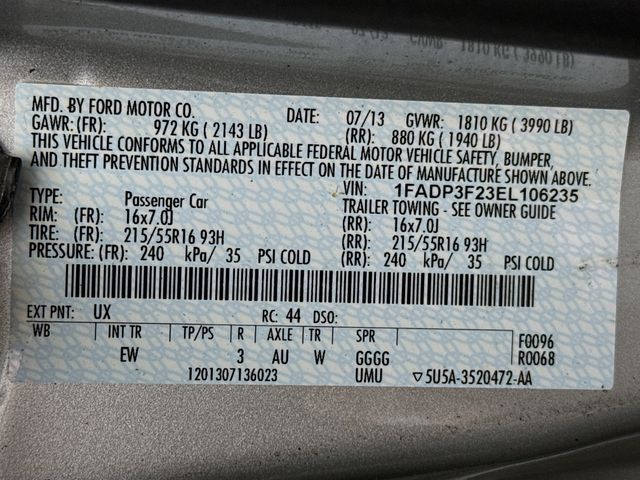 GVWR: 1810 KG ( 3990 LB)
MFD. BY FORD MOTOR CO. DATE: 07/13 GVWR: 1810 KG ( 3990 LB)
GAWR: (FR): 972 KG ( 2143 LB) (RR): 880 KG ( 1940 LB)
THIS VEHICLE CONFORMS TO ALL APPLICABLE FEDERAL MOTOR VEHICLE SAFETY, BUMPER,
AND THEFT PREVENTION STANDARDS IN EFFECT ON THE DATE OF MANUFACTURE SHOWN ABOVE.
VIN: 1FADP3F23EL106235
TYPE: Passenger Car TRAILER TOWING - SEE OWNER GUIDE
RIM: (FR): 16x7.0J (RR): 16x7.0J
TIRE: (FR): 215/55R16 93H (RR): 215/55R16 93H
PRESSURE: (FR): 240 kPa/ 35 PSI COLD (RR): 240 kPa/ 35 PSI COLD
EXT PNT: UX RC: 44 DSO:
WB INT TR TP/PS R AXLE TR SPR F0096
EW 3 AU W GGGG R0068
1201307136023 UMU ▽5U5A-3520472-AA